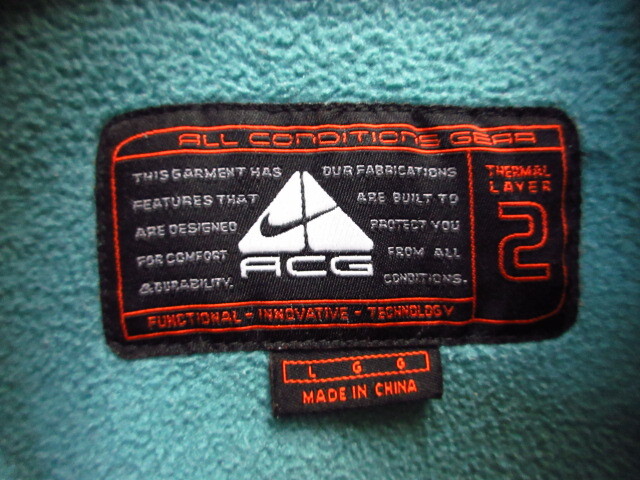 ALL CONDITIONS GEAR
THIS GARMENT HAS
FEATURES THAT
ARE DESIGNED
FOR COMFORT
& DURABILITY.
ACG
OUR FABRICATIONS
ARE BUILT TO
PROTECT YOU
FROM ALL
CONDITIONS.
THERMAL
LAYER
2
FUNCTIONAL - INNOVATIVE - TECHNOLOGY
L G G
MADE IN CHINA